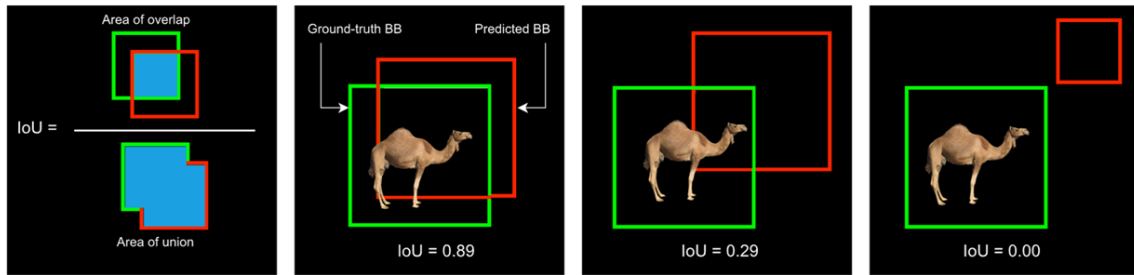 Area of overlap
IoU =
Area of union
Ground-truth BB
Predicted BB
IoU = 0.89
IoU = 0.29
IoU = 0.00